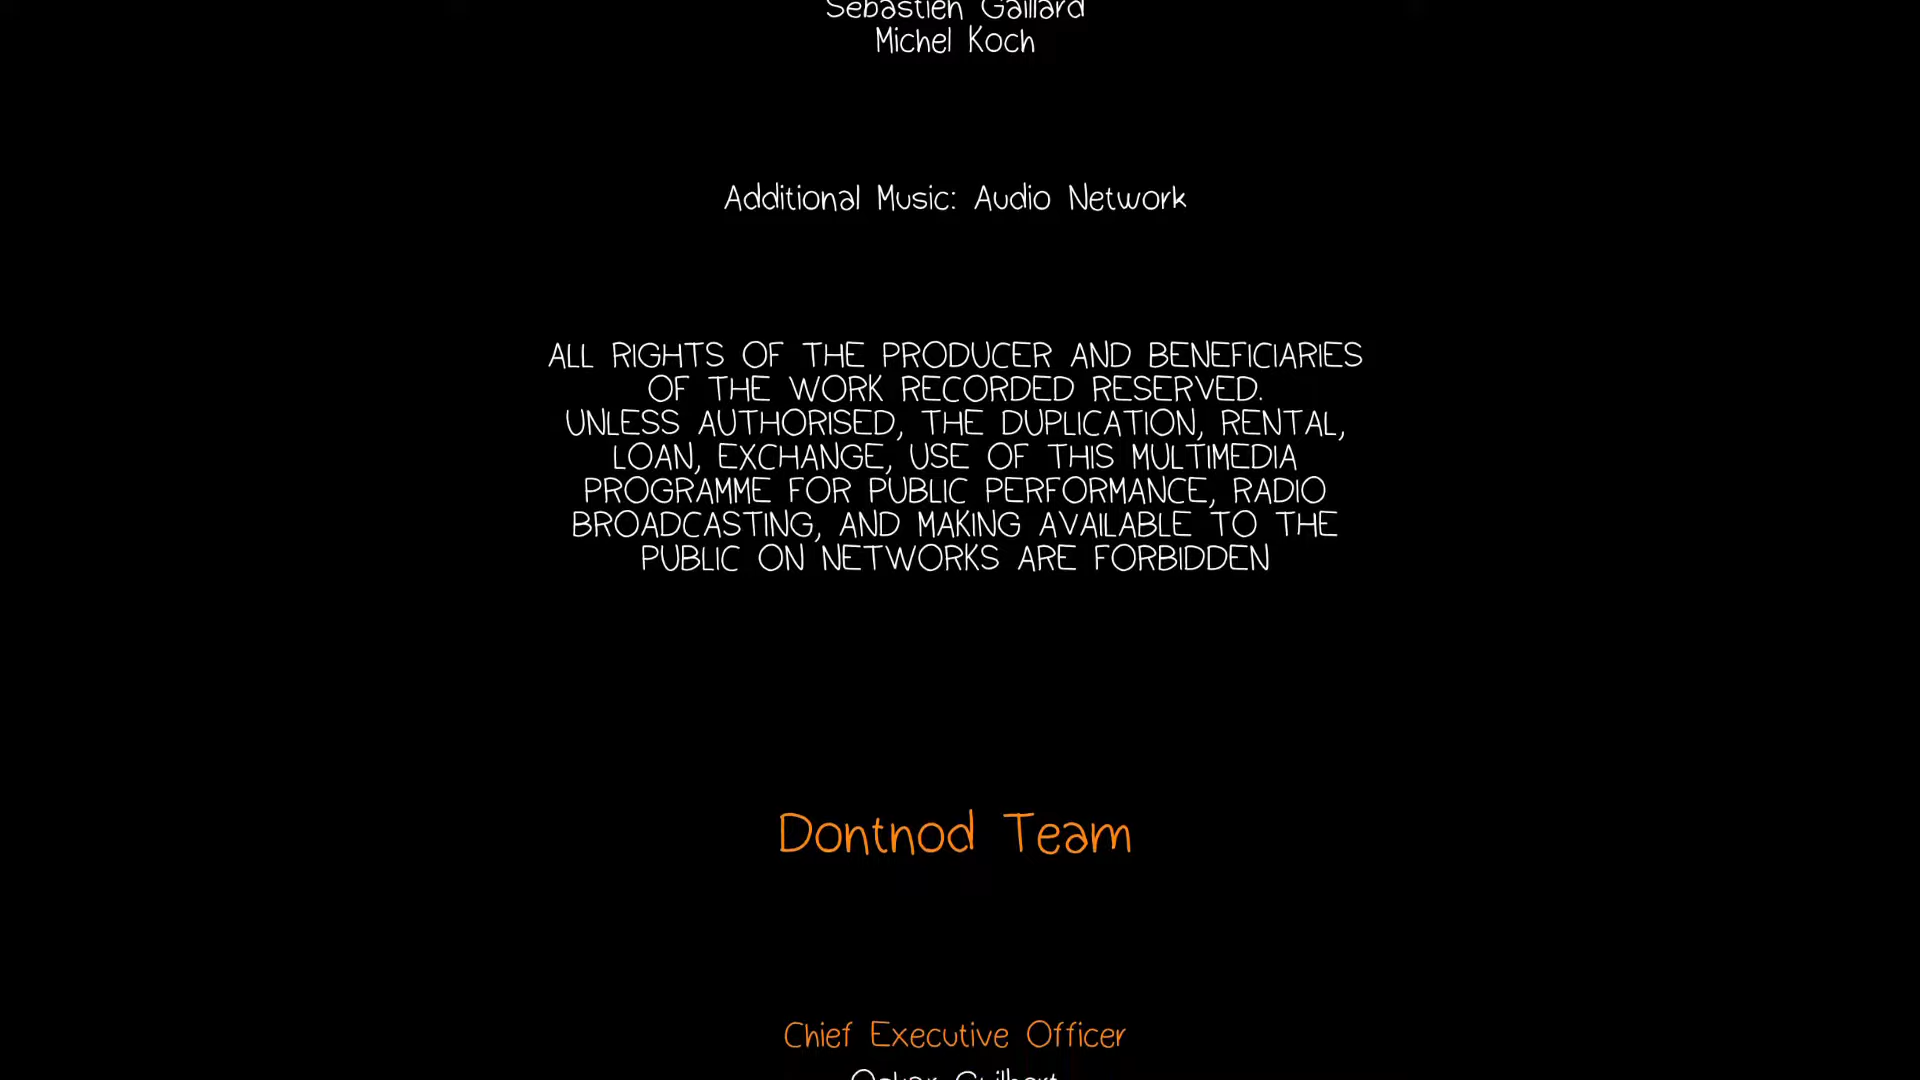 Sebastien Gaillard
Michel Koch
Additional Music: Audio Network
ALL RIGHTS OF THE PRODUCER AND BENEFICIARIES
OF THE WORK RECORDED RESERVED.
UNLESS AUTHORISED, THE DUPLICATION, RENTAL,
LOAN, EXCHANGE, USE OF THIS MULTIMEDIA
PROGRAMME FOR PUBLIC PERFORMANCE, RADIO
BROADCASTING, AND MAKING AVAILABLE TO THE
PUBLIC ON NETWORKS ARE FORBIDDEN
Dontnod Team
Chief Executive Officer
Oskar Guilbert